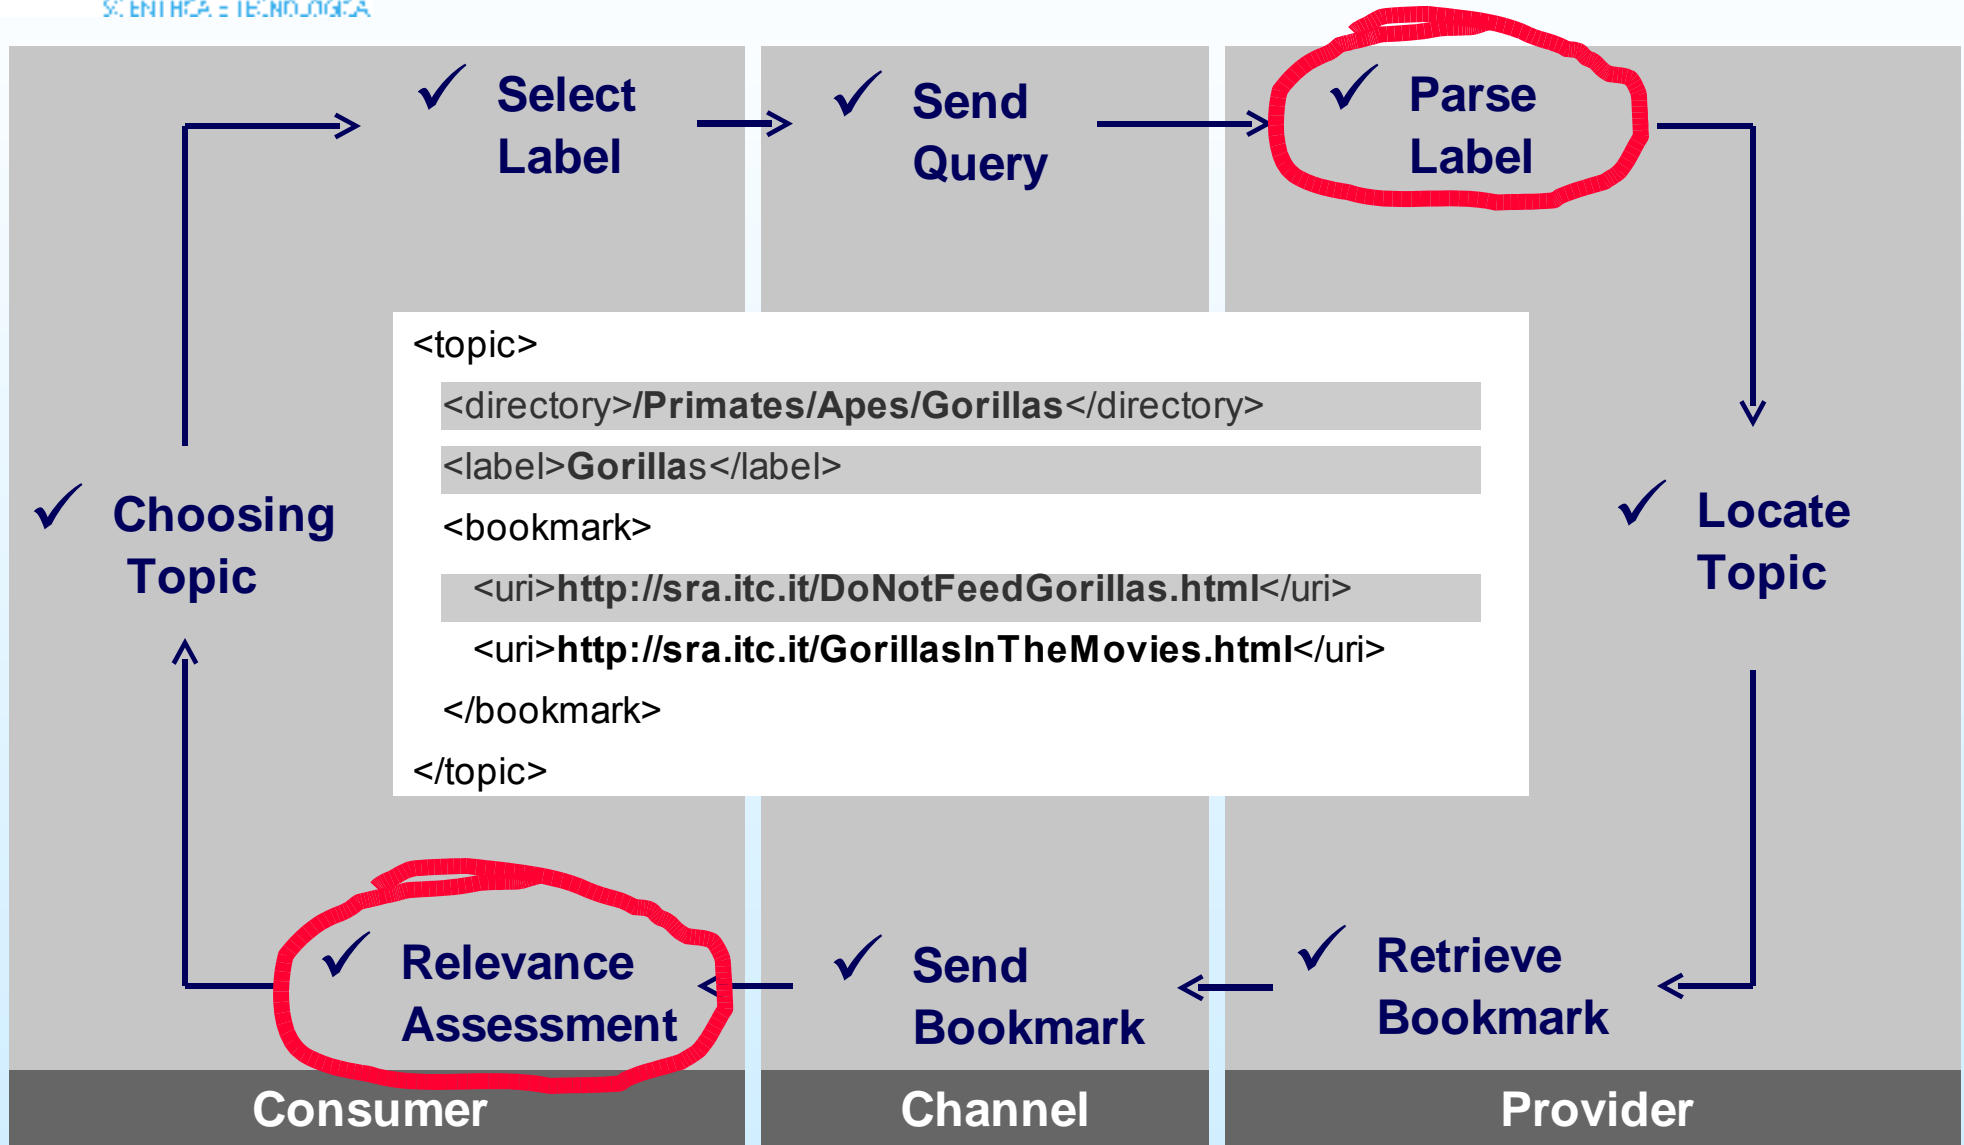 SCIENTIFICA E TECNOLOGICA
✓ Select
Label
✓ Send
Query
✓ Parse
Label
<topic>
<directory>/Primates/Apes/Gorillas</directory>
<label>Gorillas</label>
<bookmark>
<uri>http://sra.itc.it/DoNotFeedGorillas.html</uri>
<uri>http://sra.itc.it/GorillasInTheMovies.html</uri>
</bookmark>
</topic>
✓ Choosing
Topic
✓ Locate
Topic
✓ Relevance
Assessment
✓ Send
Bookmark
✓ Retrieve
Bookmark
Consumer
Channel
Provider